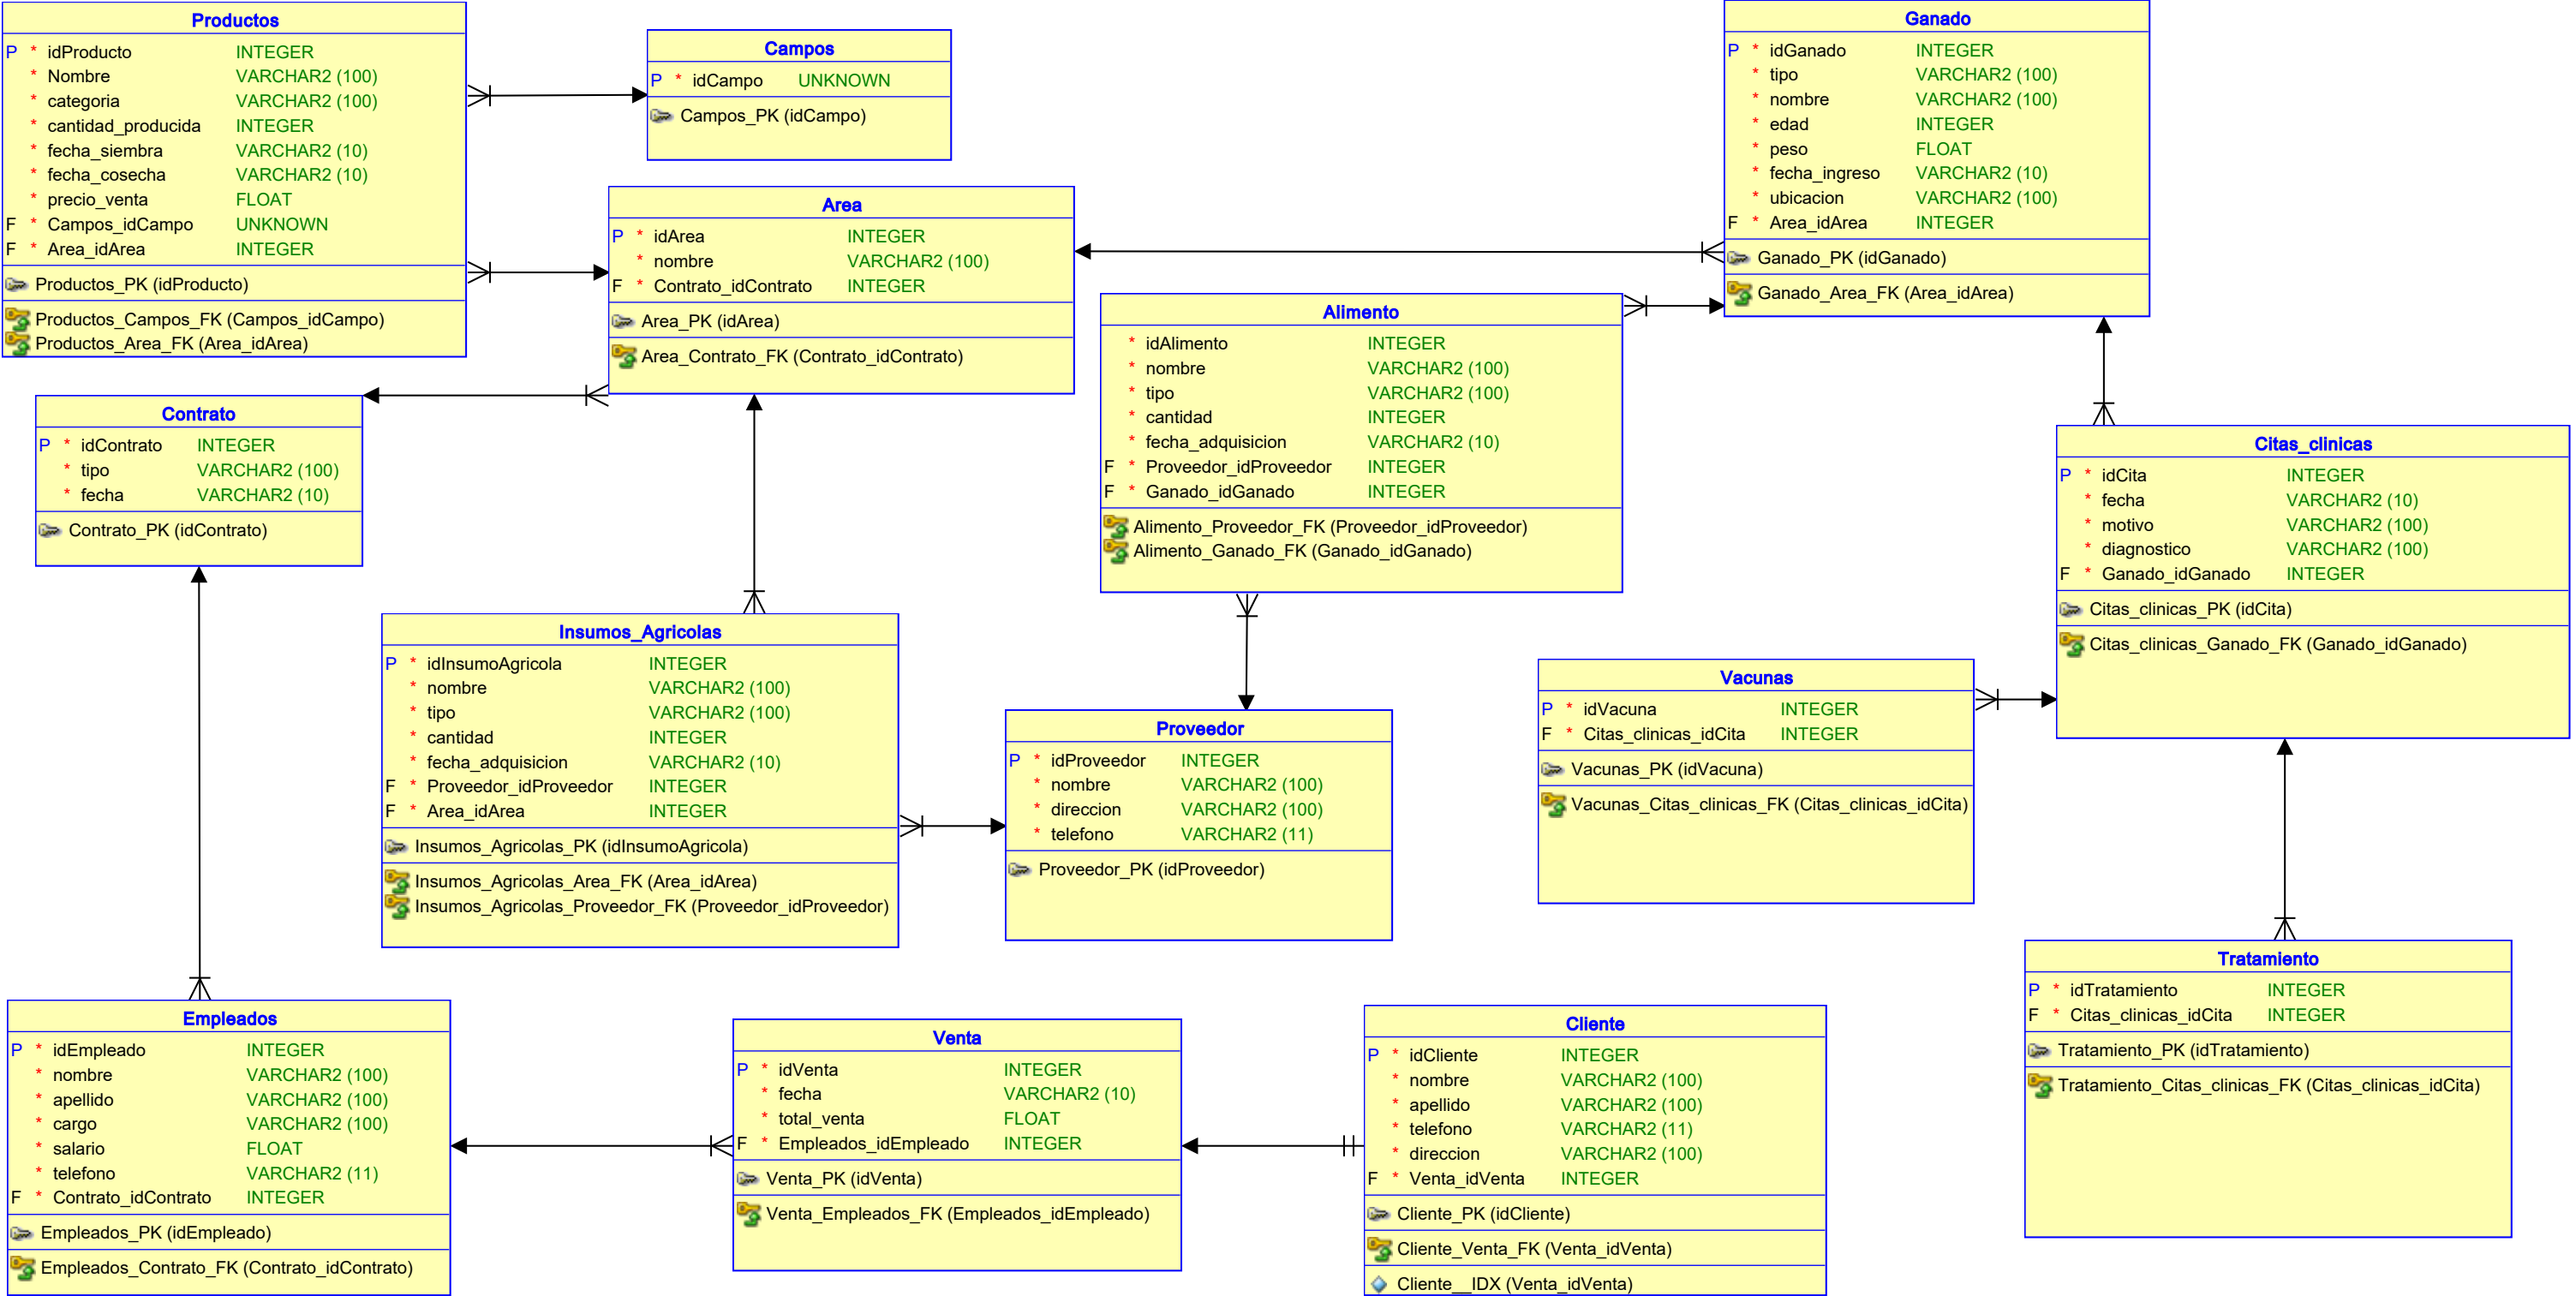 Productos
P * idProducto INTEGER
* Nombre VARCHAR2 (100)
* categoria VARCHAR2 (100)
* cantidad_producida INTEGER
* fecha_siembra VARCHAR2 (10)
* fecha_cosecha VARCHAR2 (10)
* precio_venta FLOAT
F * Campos_idCampo UNKNOWN
F * Area_idArea INTEGER
Productos_PK (idProducto)
Productos_Campos_FK (Campos_idCampo)
Productos_Area_FK (Area_idArea)
Campos
P * idCampo UNKNOWN
Campos_PK (idCampo)
Area
P * idArea INTEGER
* nombre VARCHAR2 (100)
F * Contrato_idContrato INTEGER
Area_PK (idArea)
Area_Contrato_FK (Contrato_idContrato)
Ganado
P * idGanado INTEGER
* tipo VARCHAR2 (100)
* nombre VARCHAR2 (100)
* edad INTEGER
* peso FLOAT
* fecha_ingreso VARCHAR2 (10)
* ubicacion VARCHAR2 (100)
F * Area_idArea INTEGER
Ganado_PK (idGanado)
Ganado_Area_FK (Area_idArea)
Alimento
* idAlimento INTEGER
* nombre VARCHAR2 (100)
* tipo VARCHAR2 (100)
* cantidad INTEGER
* fecha_adquisicion VARCHAR2 (10)
F * Proveedor_idProveedor INTEGER
F * Ganado_idGanado INTEGER
Alimento_Proveedor_FK (Proveedor_idProveedor)
Alimento_Ganado_FK (Ganado_idGanado)
Contrato
P * idContrato INTEGER
* tipo VARCHAR2 (100)
* fecha VARCHAR2 (10)
Contrato_PK (idContrato)
Citas_clinicas
P * idCita INTEGER
* fecha VARCHAR2 (10)
* motivo VARCHAR2 (100)
* diagnostico VARCHAR2 (100)
F * Ganado_idGanado INTEGER
Citas_clinicas_PK (idCita)
Citas_clinicas_Ganado_FK (Ganado_idGanado)
Insumos_Agricolas
P * idInsumoAgricola INTEGER
* nombre VARCHAR2 (100)
* tipo VARCHAR2 (100)
* cantidad INTEGER
* fecha_adquisicion VARCHAR2 (10)
F * Proveedor_idProveedor INTEGER
F * Area_idArea INTEGER
Insumos_Agricolas_PK (idInsumoAgricola)
Insumos_Agricolas_Area_FK (Area_idArea)
Insumos_Agricolas_Proveedor_FK (Proveedor_idProveedor)
Proveedor
P * idProveedor INTEGER
* nombre VARCHAR2 (100)
* direccion VARCHAR2 (100)
* telefono VARCHAR2 (11)
Proveedor_PK (idProveedor)
Vacunas
P * idVacuna INTEGER
F * Citas_clinicas_idCita INTEGER
Vacunas_PK (idVacuna)
Vacunas_Citas_clinicas_FK (Citas_clinicas_idCita)
Tratamiento
P * idTratamiento INTEGER
F * Citas_clinicas_idCita INTEGER
Tratamiento_PK (idTratamiento)
Tratamiento_Citas_clinicas_FK (Citas_clinicas_idCita)
Empleados
P * idEmpleado INTEGER
* nombre VARCHAR2 (100)
* apellido VARCHAR2 (100)
* cargo VARCHAR2 (100)
* salario FLOAT
* telefono VARCHAR2 (11)
F * Contrato_idContrato INTEGER
Empleados_PK (idEmpleado)
Empleados_Contrato_FK (Contrato_idContrato)
Venta
P * idVenta INTEGER
* fecha VARCHAR2 (10)
* total_venta FLOAT
F * Empleados_idEmpleado INTEGER
Venta_PK (idVenta)
Venta_Empleados_FK (Empleados_idEmpleado)
Cliente
P * idCliente INTEGER
* nombre VARCHAR2 (100)
* apellido VARCHAR2 (100)
* telefono VARCHAR2 (11)
* direccion VARCHAR2 (100)
F * Venta_idVenta INTEGER
Cliente_PK (idCliente)
Cliente_Venta_FK (Venta_idVenta)
Cliente__IDX (Venta_idVenta)